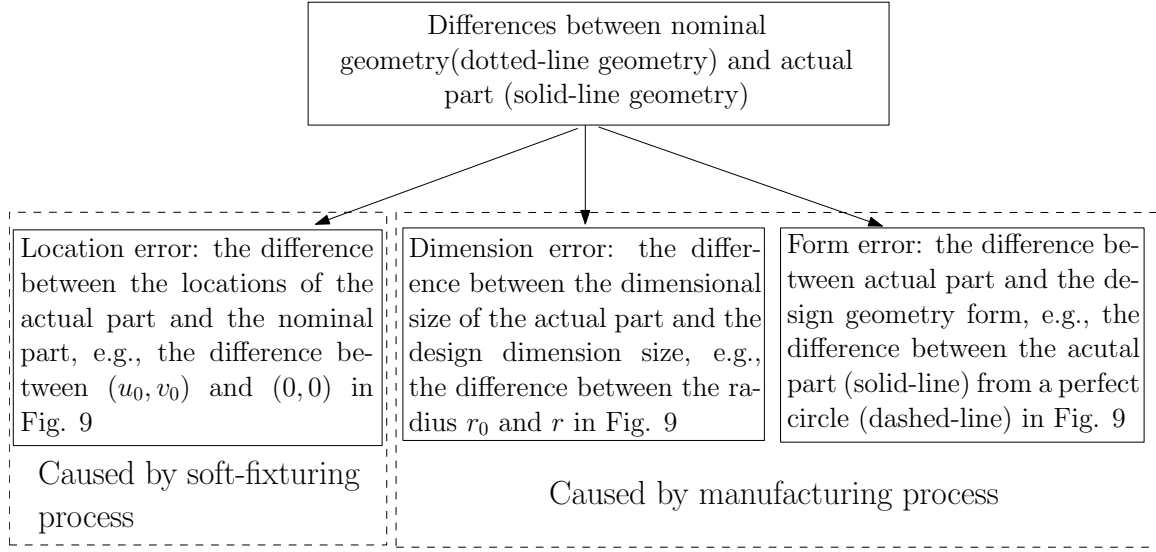 Differences between nominal
geometry(dotted-line geometry) and actual
part (solid-line geometry)
Location error: the difference
between the locations of the
actual part and the nominal
part, e.g., the difference be-
tween (u₀, v₀) and (0, 0) in
Fig. 9
Caused by soft-fixturing
process
Dimension error: the differ-
ence between the dimensional
size of the actual part and the
design dimension size, e.g.,
the difference between the ra-
dius r₀ and r in Fig. 9
Form error: the difference be-
tween actual part and the de-
sign geometry form, e.g., the
difference between the acutal
part (solid-line) from a perfect
circle (dashed-line) in Fig. 9
Caused by manufacturing process